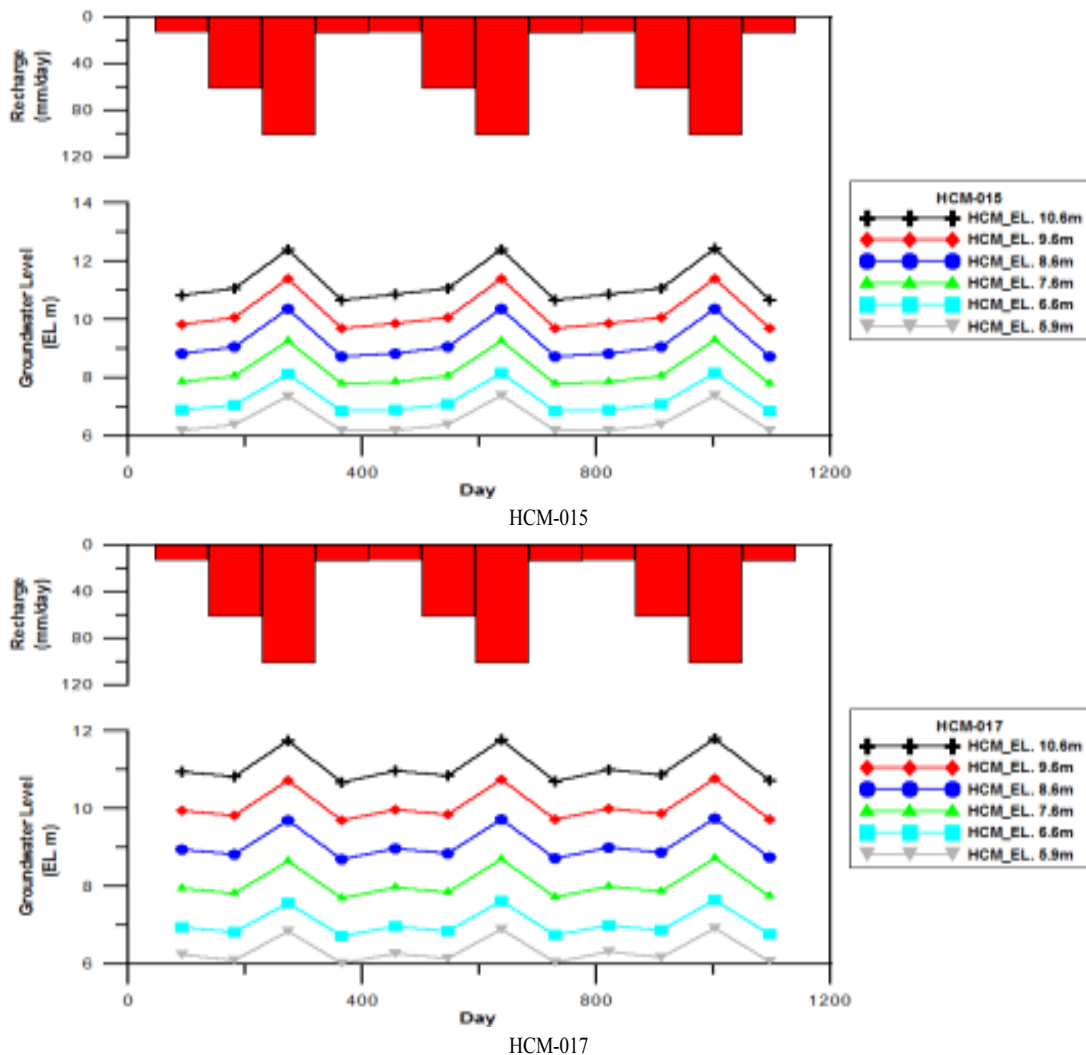 0
40
80
120
Recharge
(mm/day)
14
12
10
8
6
Groundwater Level
(EL m)
0
400
800
1200
Day
HCM-015
HCM_EL. 10.6m
HCM_EL. 9.6m
HCM_EL. 8.6m
HCM_EL. 7.6m
HCM_EL. 6.6m
HCM_EL. 5.9m
HCM-015
0
40
80
120
Recharge
(mm/day)
12
10
8
6
Groundwater Level
(EL m)
0
400
800
1200
Day
HCM-017
HCM_EL. 10.6m
HCM_EL. 9.6m
HCM_EL. 8.6m
HCM_EL. 7.6m
HCM_EL. 6.6m
HCM_EL. 5.9m
HCM-017